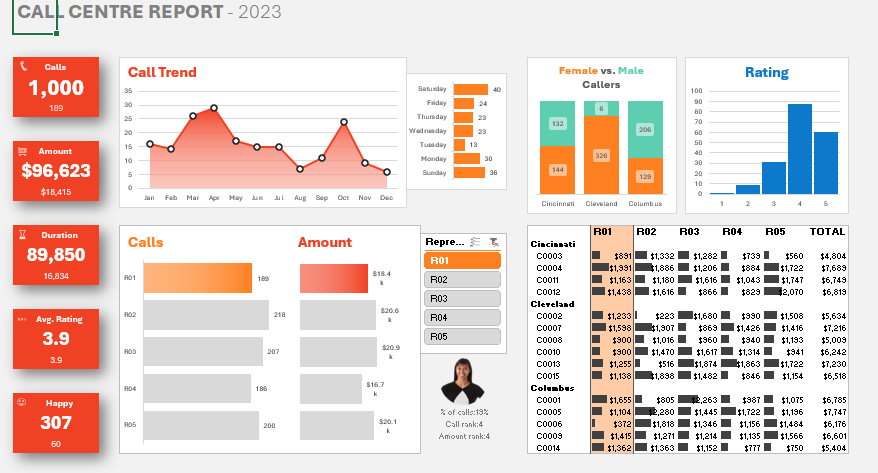 CALL CENTRE REPORT - 2023
Calls
1,000
189
Amount
$96,623
$18,415
Duration
89,850
16,834
Avg. Rating
3.9
3.9
Happy
307
60
Call Trend
35
30
25
20
15
10
5
0
Jan Feb Mar Apr May Jun Jul Aug Sep Oct Nov Dec
Saturday 40
Friday 24
Thursday 23
Wednesday 23
Tuesday 13
Monday 30
Sunday 36
Female vs. Male
Callers
132 6 206
144 326 129
Cincinnati Cleveland Columbus
Rating
100
90
80
70
60
50
40
30
20
10
0
1 2 3 4 5
Calls Amount
R01 189 $18.4 k
R02 218 $20.6 k
R03 207 $20.9 k
R04 186 $16.7 k
R05 200 $20.1 k
Repre...
R01
R02
R03
R04
R05
% of calls:19%
Call rank:4
Amount rank:4
R01 R02 R03 R04 R05 TOTAL
Cincinnati
C0003 $891 $1,332 $1,282 $739 $560 $4,804
C0004 $1,991 $1,886 $1,206 $884 $1,722 $7,689
C0011 $1,163 $1,180 $1,616 $1,043 $1,747 $6,749
C0012 $1,438 $1,616 $866 $829 $2,070 $6,819
Cleveland
C0002 $1,233 $223 $1,680 $990 $1,508 $5,634
C0007 $1,598 $1,907 $869 $1,426 $1,416 $7,216
C0008 $900 $1,016 $960 $940 $1,193 $5,009
C0010 $900 $1,470 $1,617 $1,314 $941 $6,242
C0013 $1,255 $516 $1,874 $1,863 $1,722 $7,230
C0015 $1,138 $1,898 $1,482 $846 $1,154 $6,518
Columbus
C0001 $1,655 $805 $2,263 $987 $1,075 $6,785
C0005 $1,104 $2,280 $1,445 $1,722 $1,196 $7,747
C0006 $372 $1,818 $1,346 $1,156 $1,484 $6,176
C0009 $1,415 $1,271 $1,214 $1,135 $1,566 $6,601
C0014 $1,362 $1,363 $1,152 $777 $750 $5,404